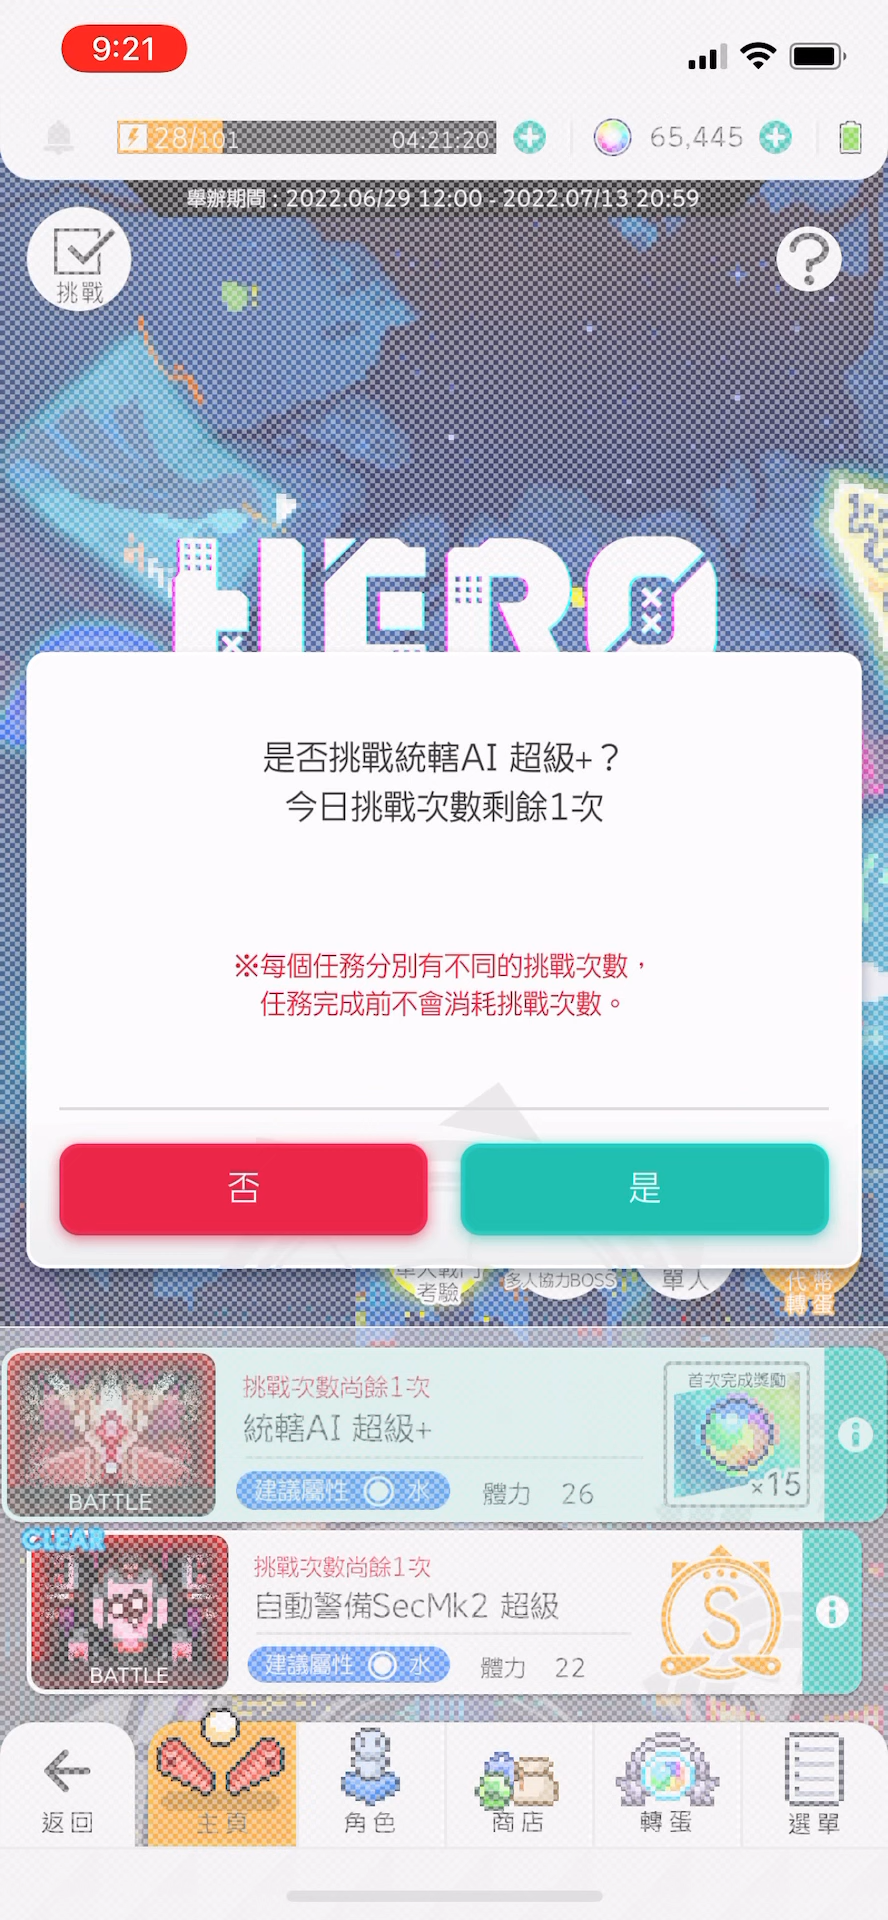 9:21
28/101
04:21:20
65,445
舉辦期間 : 2022.06/29 12:00 - 2022.07/13 20:59
挑戰
?
HERO
是否挑戰統轄AI 超級+？
今日挑戰次數剩餘1次
※每個任務分別有不同的挑戰次數，
任務完成前不會消耗挑戰次數。
否
是
單人戰鬥
考驗
多人協力BOSS
單人
代幣
轉蛋
挑戰次數尚餘1次
統轄AI 超級+
BATTLE
建議屬性 水
體力 26
首次完成獎勵
×15
CLEAR
挑戰次數尚餘1次
自動警備SecMk2 超級
BATTLE
建議屬性 水
體力 22
S
返回
主頁
角色
商店
轉蛋
選單